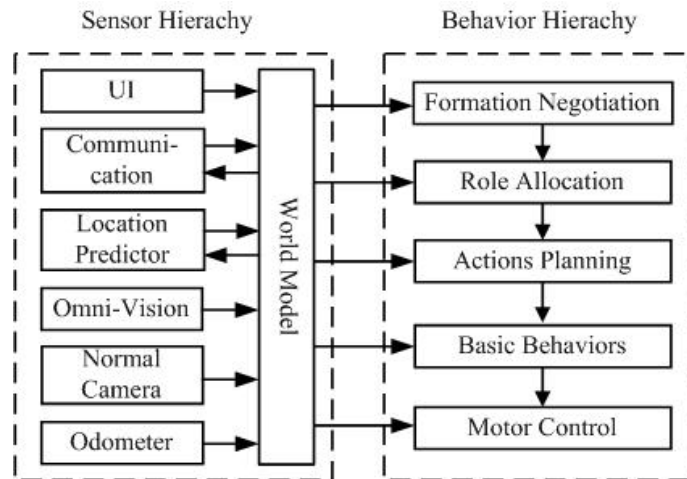 Sensor Hierachy
Behavior Hierachy
UI
Communi-
cation
Location
Predictor
Omni-Vision
Normal
Camera
Odometer
World Model
Formation Negotiation
Role Allocation
Actions Planning
Basic Behaviors
Motor Control